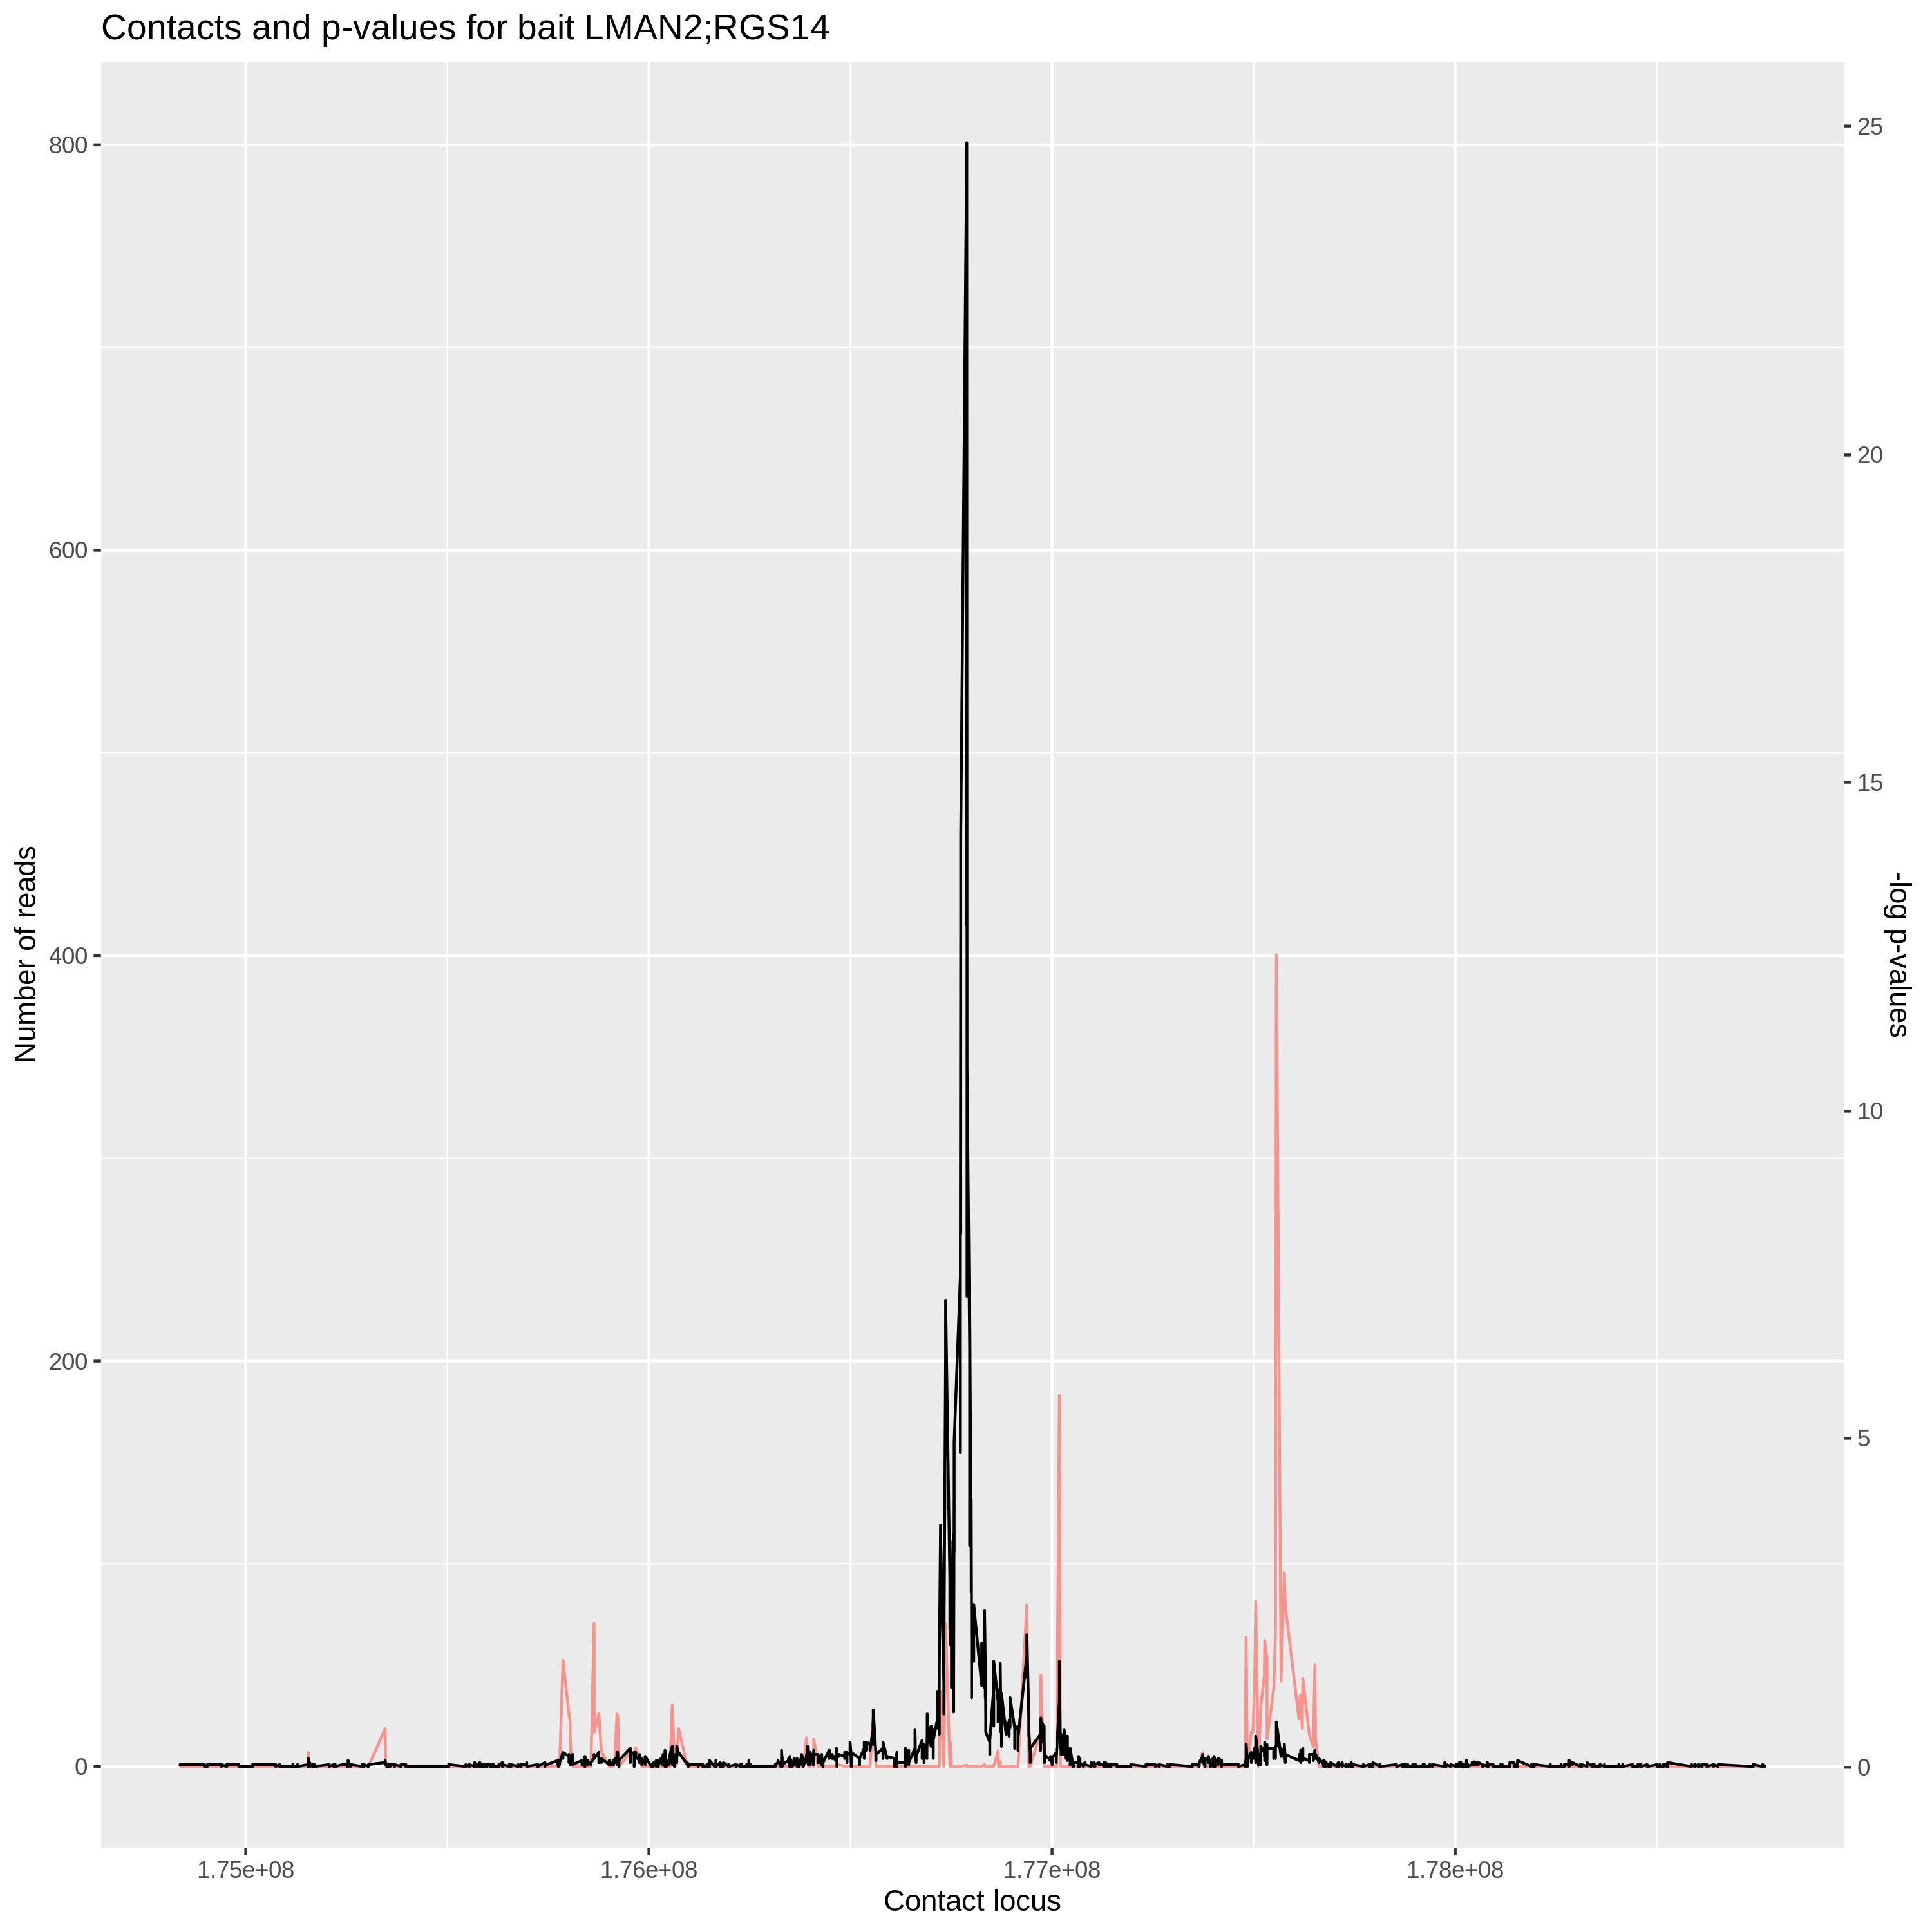 Contacts and p-values for bait LMAN2;RGS14
Number of reads
800
600
400
200
0
25
20
15
10
5
0
-log p-values
1.75e+08
1.76e+08
1.77e+08
1.78e+08
Contact locus